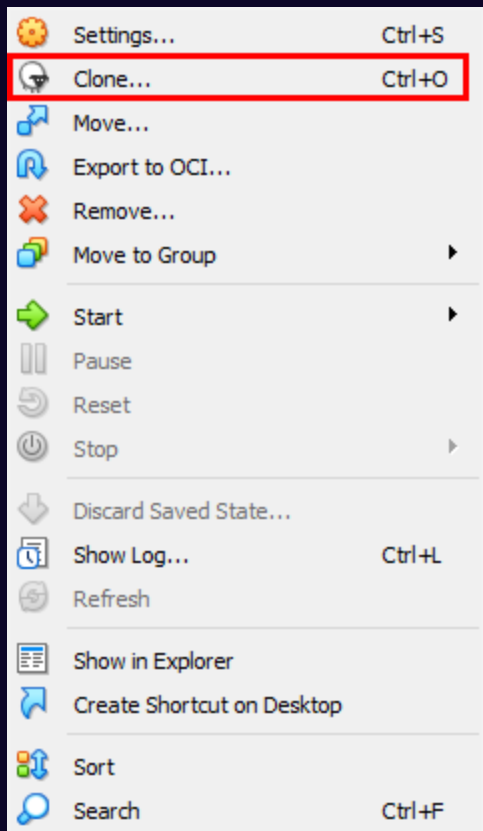 Settings... Ctrl+S
Clone... Ctrl+O
Move...
Export to OCI...
Remove...
Move to Group
Start
Pause
Reset
Stop
Discard Saved State...
Show Log... Ctrl+L
Refresh
Show in Explorer
Create Shortcut on Desktop
Sort
Search Ctrl+F